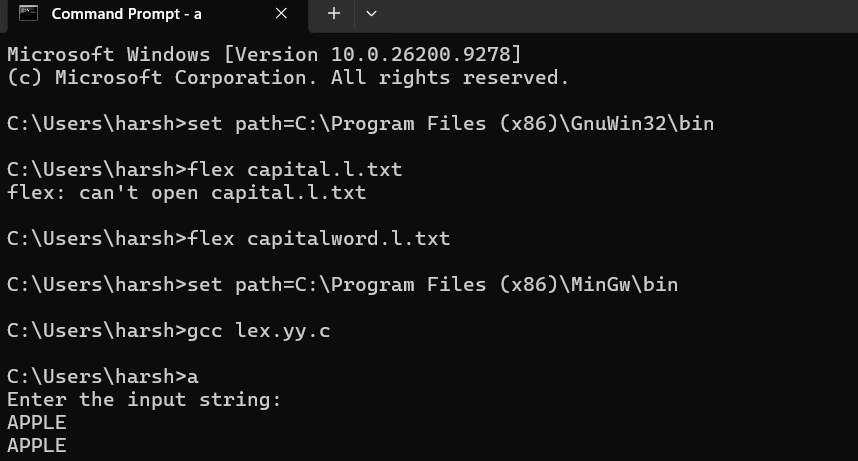 Command Prompt - a
Microsoft Windows [Version 10.0.26200.9278]
(c) Microsoft Corporation. All rights reserved.
C:\Users\harsh>set path=C:\Program Files (x86)\GnuWin32\bin
C:\Users\harsh>flex capital.l.txt
flex: can't open capital.l.txt
C:\Users\harsh>flex capitalword.l.txt
C:\Users\harsh>set path=C:\Program Files (x86)\MinGw\bin
C:\Users\harsh>gcc lex.yy.c
C:\Users\harsh>a
Enter the input string:
APPLE
APPLE